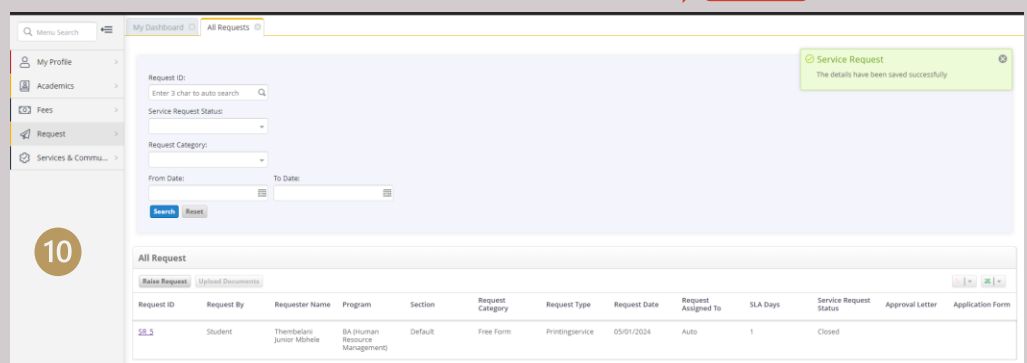 Menu Search
My Dashboard
All Requests
My Profile
Academics
Fees
Request
Services & Commu...
Service Request
The details have been saved successfully
Request ID:
Enter 3 char to auto search
Service Request Status:
Request Category:
From Date: To Date:
Search Reset
10
All Request
Raise Request Upload Documents
Request ID Request By Requester Name Program Section Request Category Request Type Request Date Request Assigned To SLA Days Service Request Status Approval Letter Application Form
SR_5 Student Thembelani Junior Mbhele BA (Human Resource Management) Default Free Form Printingservice 05/01/2024 Auto 1 Closed